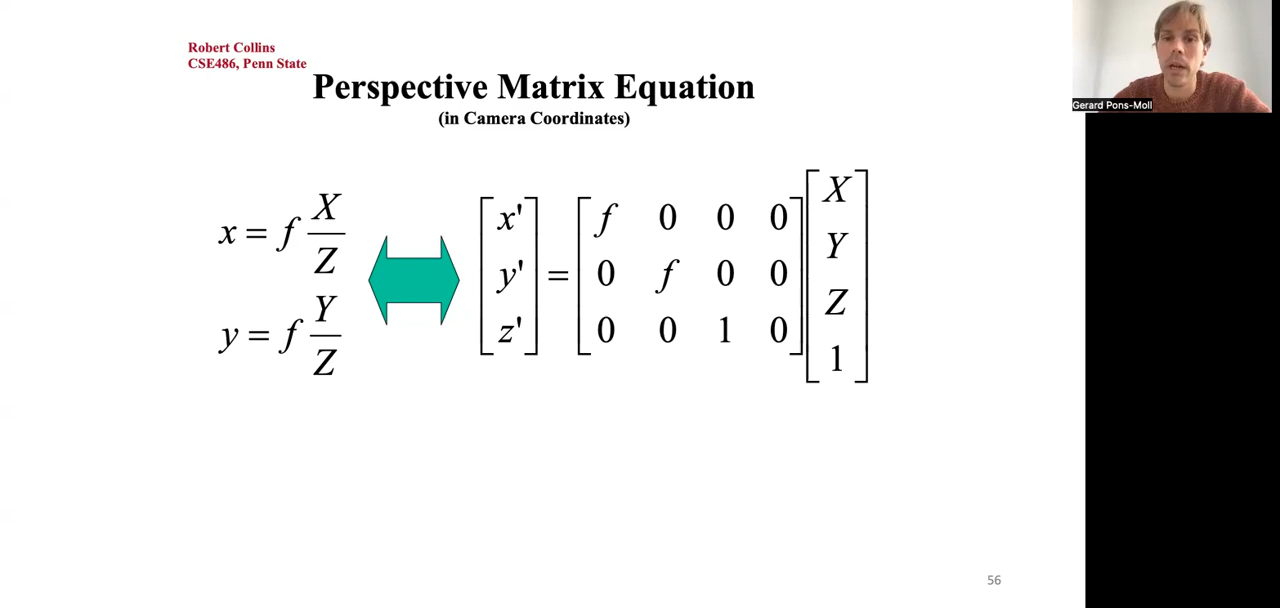 Robert Collins
CSE486, Penn State
Perspective Matrix Equation
(in Camera Coordinates)
x = f X/Z
y = f Y/Z
[x' y' z'] = [f 0 0 0; 0 f 0 0; 0 0 1 0] [X Y Z 1]
Gerard Pons-Moll
56